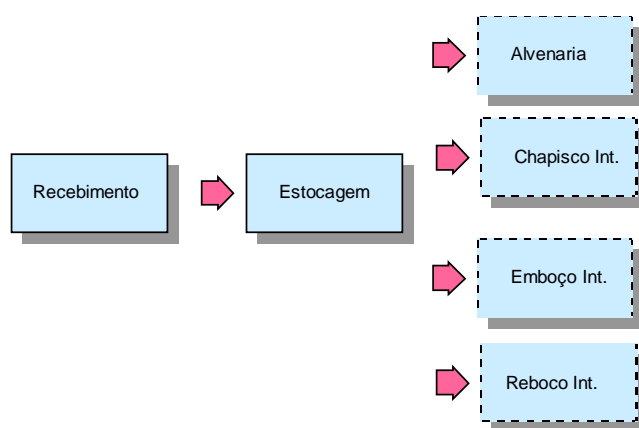 Recebimento
Estocagem
Alvenaria
Chapisco Int.
Emboço Int.
Reboco Int.